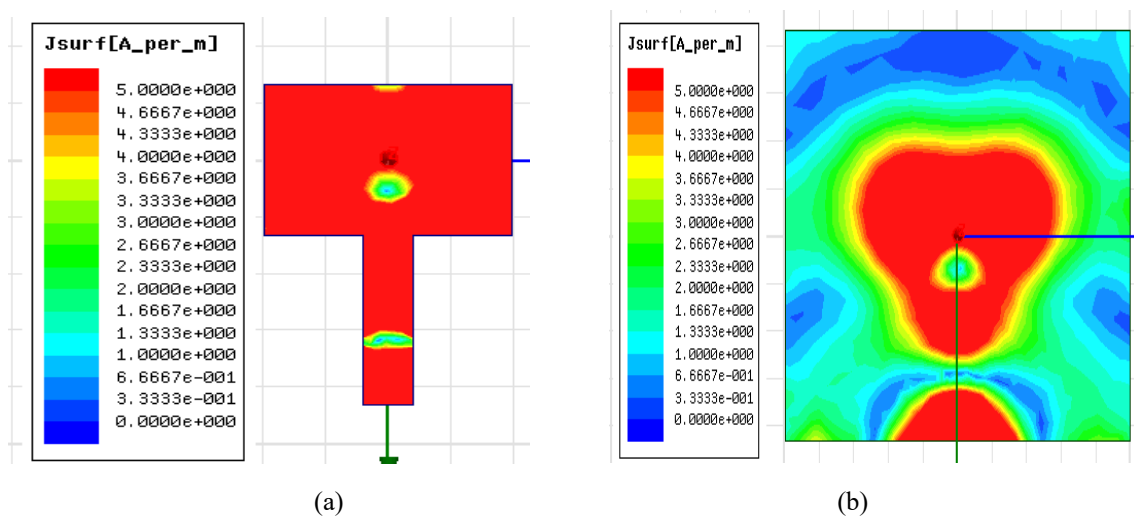 Jsurf[A_per_m]
5.0000e+000
4.6667e+000
4.3333e+000
4.0000e+000
3.6667e+000
3.3333e+000
3.0000e+000
2.6667e+000
2.3333e+000
2.0000e+000
1.6667e+000
1.3333e+000
1.0000e+000
6.6667e-001
3.3333e-001
0.0000e+000
(a)
Jsurf[A_per_m]
5.0000e+000
4.6667e+000
4.3333e+000
4.0000e+000
3.6667e+000
3.3333e+000
3.0000e+000
2.6667e+000
2.3333e+000
2.0000e+000
1.6667e+000
1.3333e+000
1.0000e+000
6.6667e-001
3.3333e-001
0.0000e+000
(b)